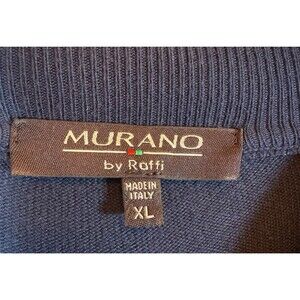 MURANO
by Raffi
MADE IN
ITALY
XL